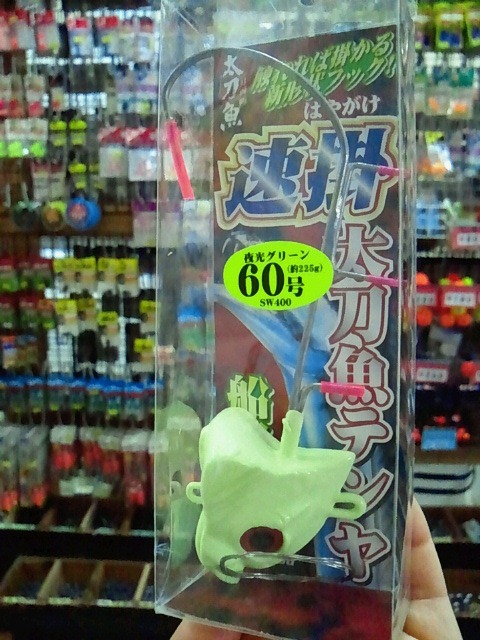 太刀魚
はやがけ
速掛
太刀魚テンヤ
夜光グリーン
60号(約225g)
SW400
船